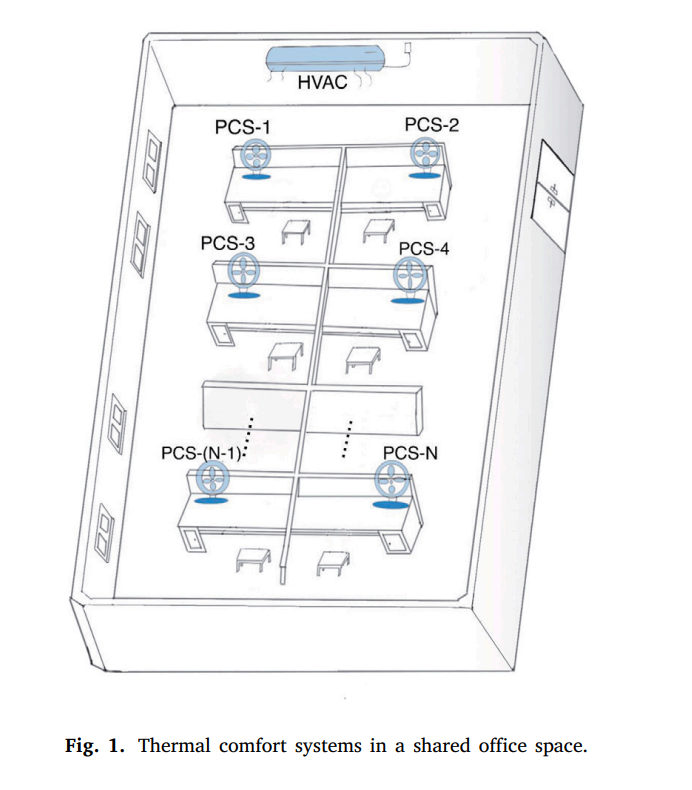 HVAC
PCS-1
PCS-2
PCS-3
PCS-4
PCS-(N-1)
PCS-N
Fig. 1. Thermal comfort systems in a shared office space.